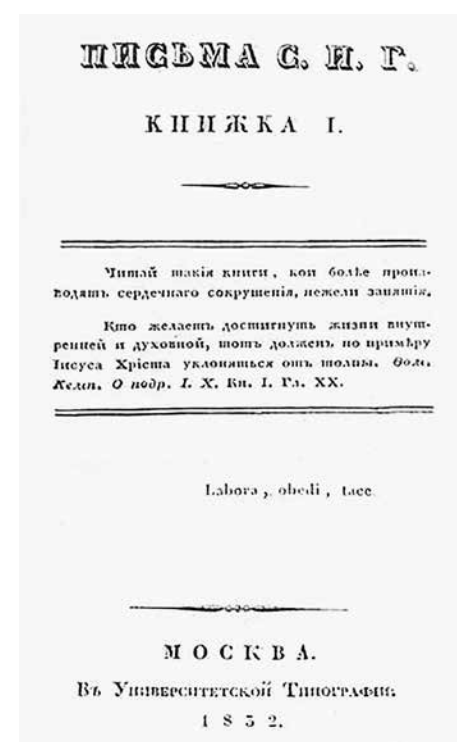 ПИСЬМА С. И. Г.
КНИЖКА I.
Читай такія книги, кои болѣе произ-
водятъ сердечнаго сокрушенія, нежели занятія.
Кто желаетъ достигнуть жизни внут-
ренней и духовной, тотъ долженъ по примѣру
Іисуса Христа уклоняться отъ толпы. Ѳом.
Кемп. О подр. I. X. Кн. I. Гл. XX.
Labora, obedi, tace
МОСКВА.
Въ Университетской Типографіи.
1832.